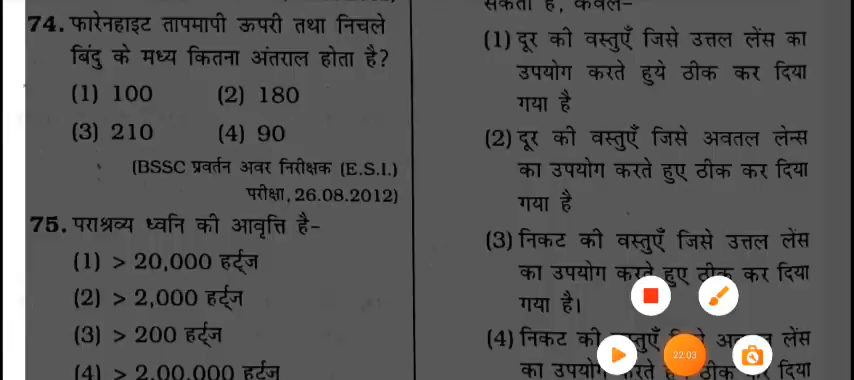 74. फारेनहाइट तापमापी ऊपरी तथा निचले
बिंदु के मध्य कितना अंतराल होता है?
(1) 100 (2) 180
(3) 210 (4) 90
(BSSC प्रवर्तन अवर निरीक्षक (E.S.I.)
परीक्षा, 26.08.2012)
75. पराश्रव्य ध्वनि की आवृत्ति है-
(1) > 20,000 हर्ट्ज
(2) > 2,000 हर्ट्ज
(3) > 200 हर्ट्ज
(4) > 2,00,000 हर्ट्ज
सकता है, केवल-
(1) दूर की वस्तुएँ जिसे उत्तल लेंस का
उपयोग करते हुये ठीक कर दिया
गया है
(2) दूर की वस्तुएँ जिसे अवतल लेन्स
का उपयोग करते हुए ठीक कर दिया
गया है
(3) निकट की वस्तुएँ जिसे उत्तल लेंस
का उपयोग करते हुए ठीक कर दिया
गया है।
(4) निकट की लेंस
का उपयोग ठीक दिया
22:03